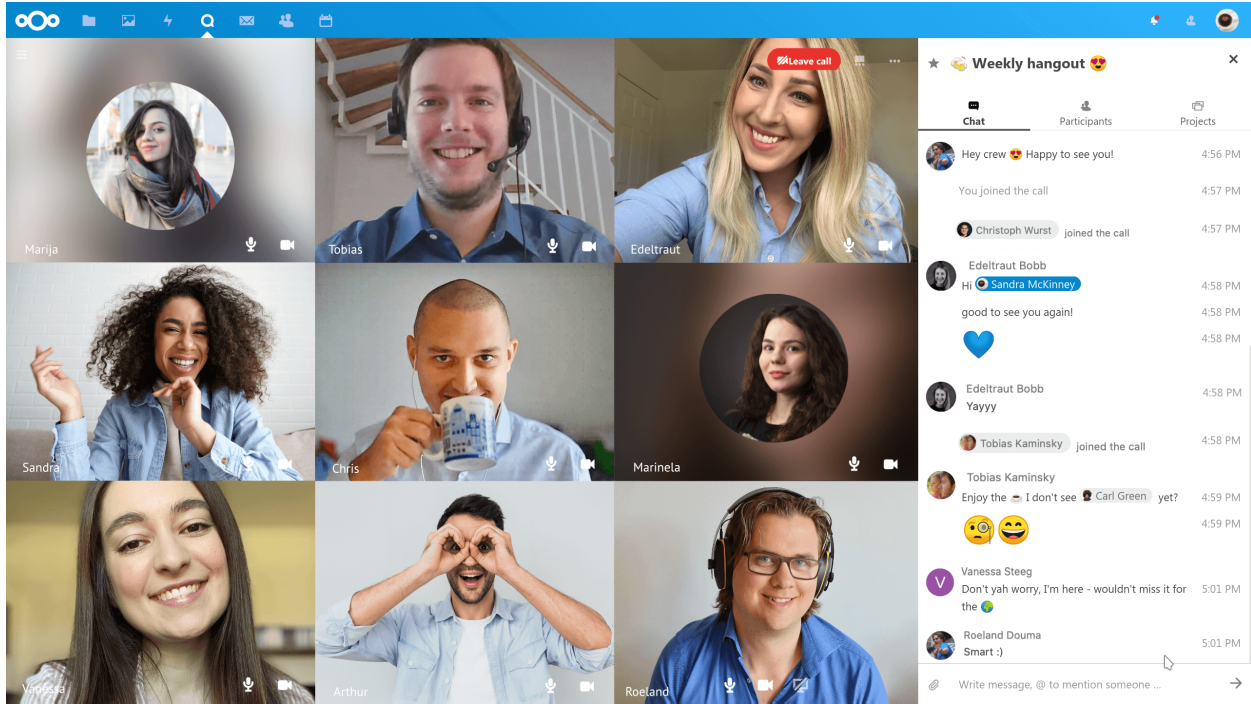 Leave call
Marija
Tobias
Edeltraut
Sandra
Chris
Marinela
Vanessa
Arthur
Roeland
Weekly hangout
Chat
Participants
Projects
Hey crew 😍 Happy to see you! 4:56 PM
You joined the call 4:57 PM
Christoph Wurst joined the call 4:57 PM
Edeltraut Bobb
Hi Sandra McKinney 4:58 PM
good to see you again! 4:58 PM
💙 4:58 PM
Edeltraut Bobb
Yayyy 4:58 PM
Tobias Kaminsky joined the call 4:58 PM
Tobias Kaminsky
Enjoy the ☕ I don't see Carl Green yet? 4:59 PM
🧐😄 4:59 PM
Vanessa Steeg
V
Don't yah worry, I'm here - wouldn't miss it for 5:01 PM
the 🌍
Roeland Douma
Smart :) 5:01 PM
Write message, @ to mention someone ...